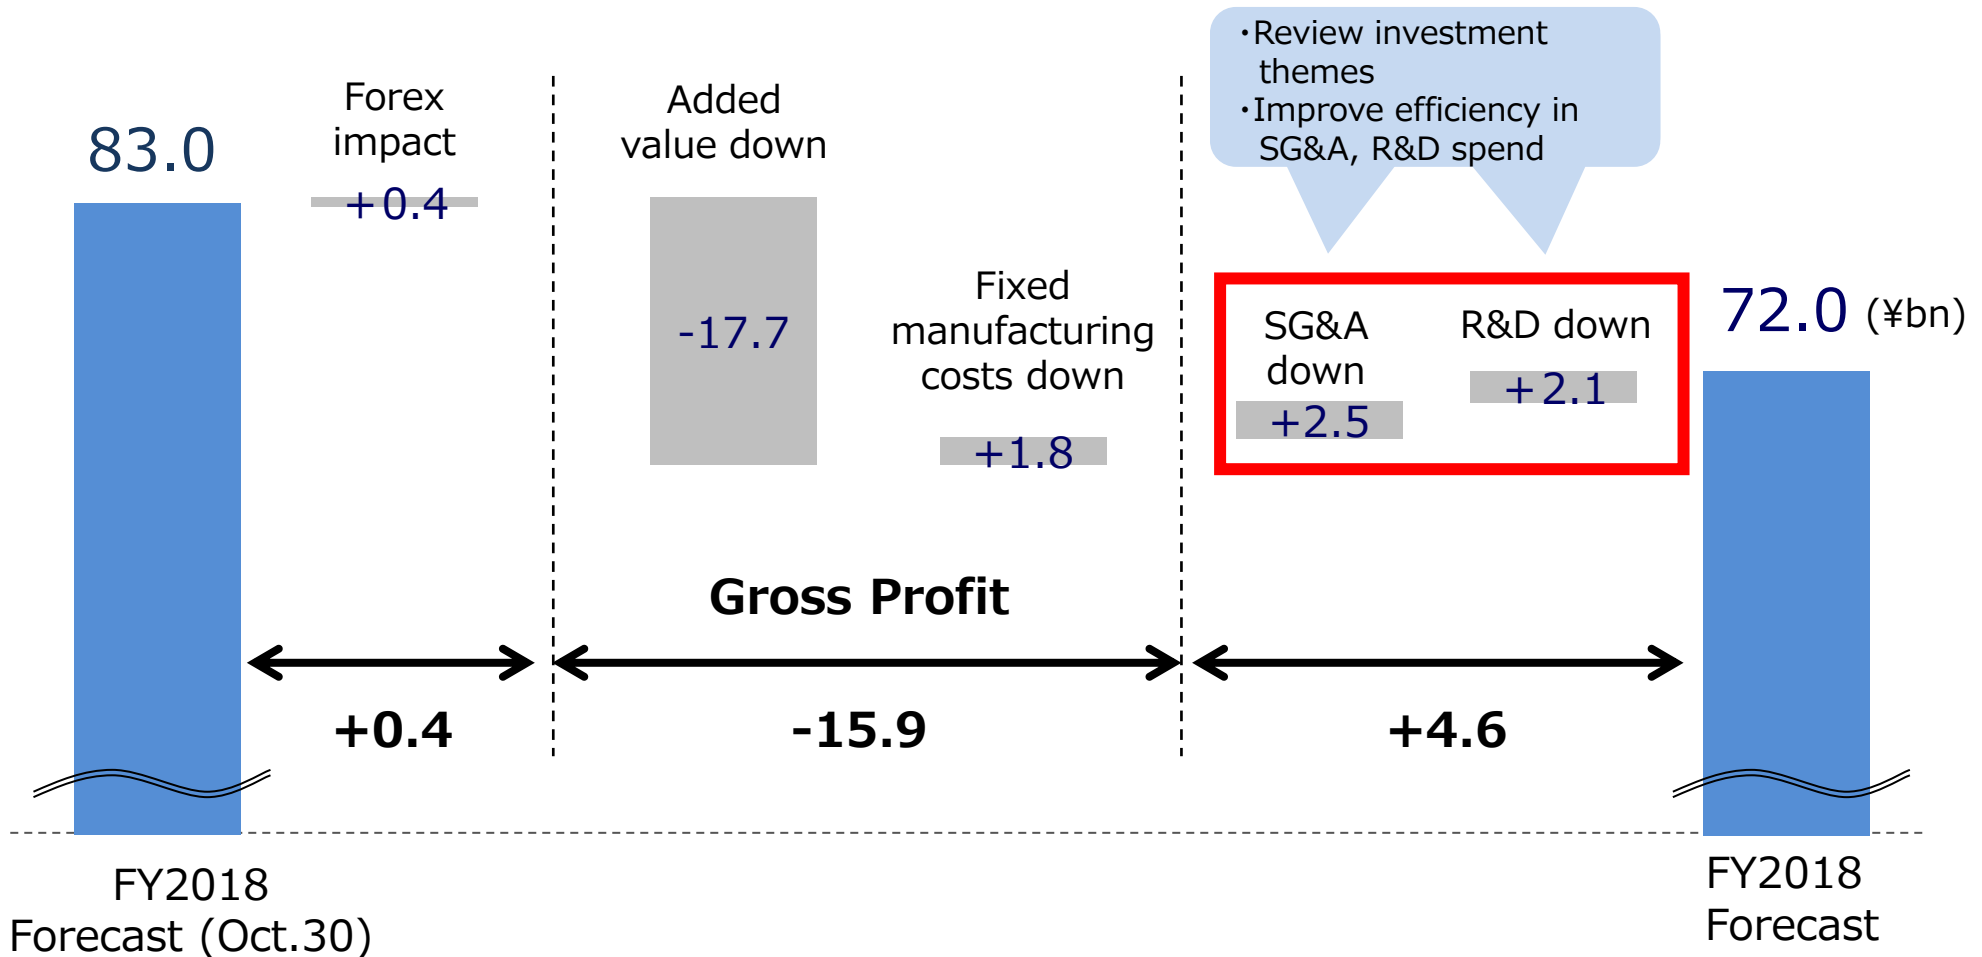 ・Review investment
themes
・Improve efficiency in
SG&A, R&D spend
83.0
Forex
impact
+0.4
Added
value down
-17.7
Fixed
manufacturing
costs down
+1.8
SG&A
down
+2.5
R&D down
+2.1
72.0 (¥bn)
Gross Profit
+0.4
-15.9
+4.6
FY2018
Forecast (Oct.30)
FY2018
Forecast